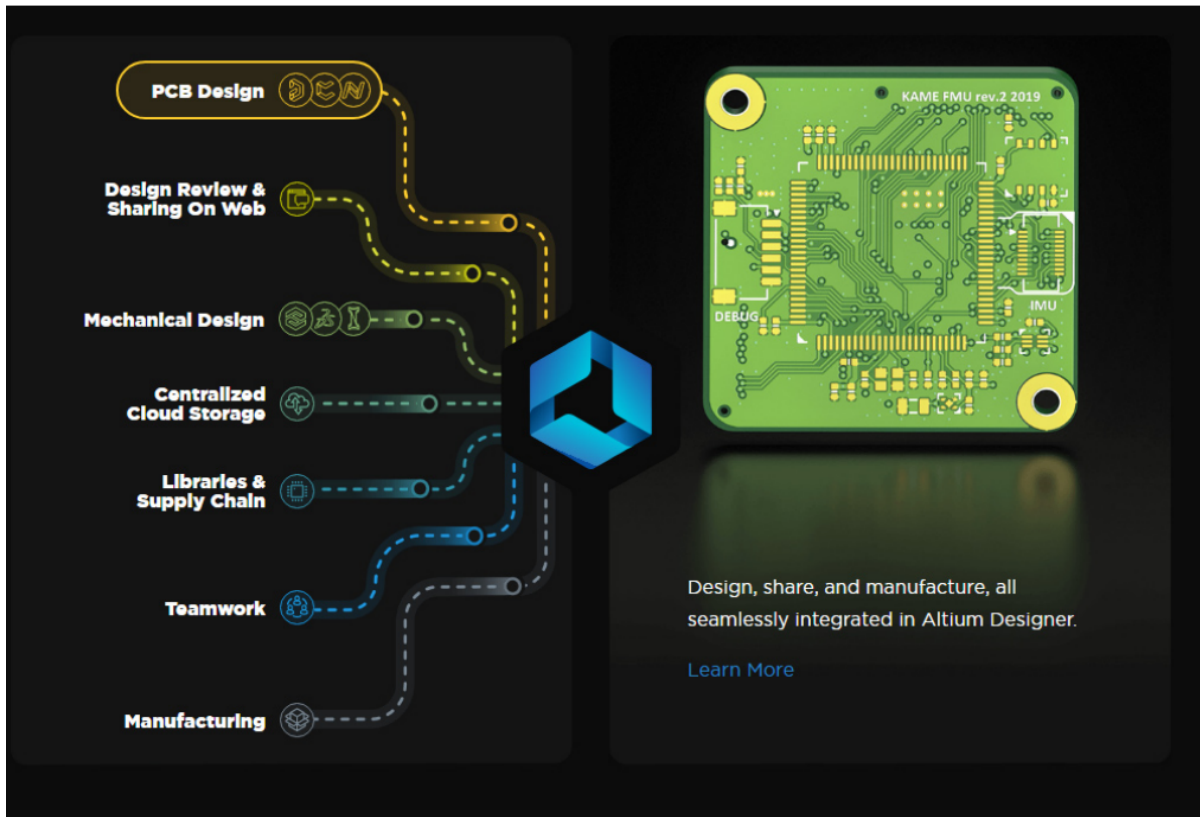 PCB Design
Design Review &
Sharing On Web
Mechanical Design
Centralized
Cloud Storage
Libraries &
Supply Chain
Teamwork
Manufacturing
KAME FMU rev.2 2019
DEBUG
IMU
Design, share, and manufacture, all
seamlessly integrated in Altium Designer.
Learn More